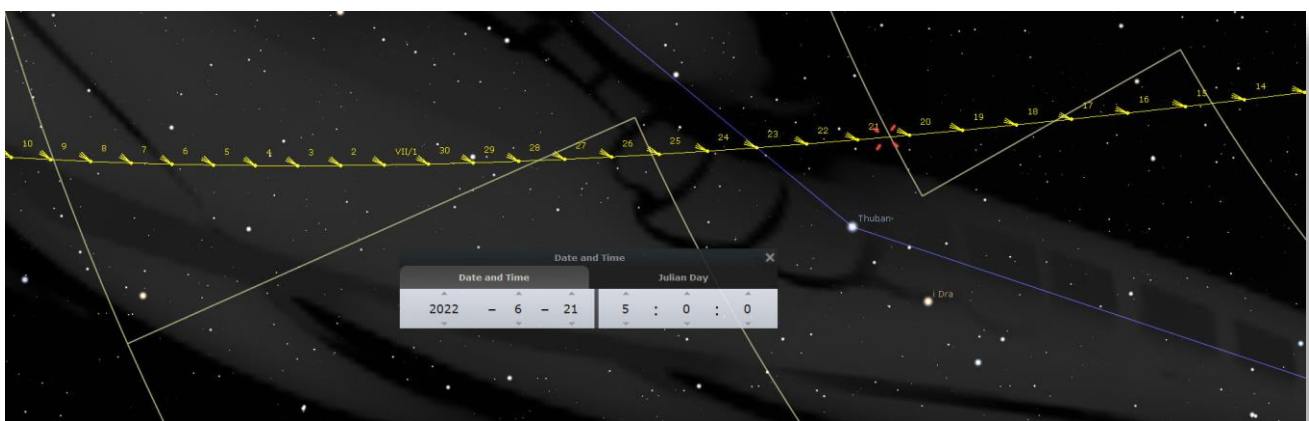 10 9 8 7 6 5 4 3 2 VII/1 30 29 28 27 26 25 24 23 22 21 20 19 18 17 16 15 14
Thuban
i Dra
Date and Time
Date and Time Julian Day
2022 - 6 - 21 5 : 0 : 0